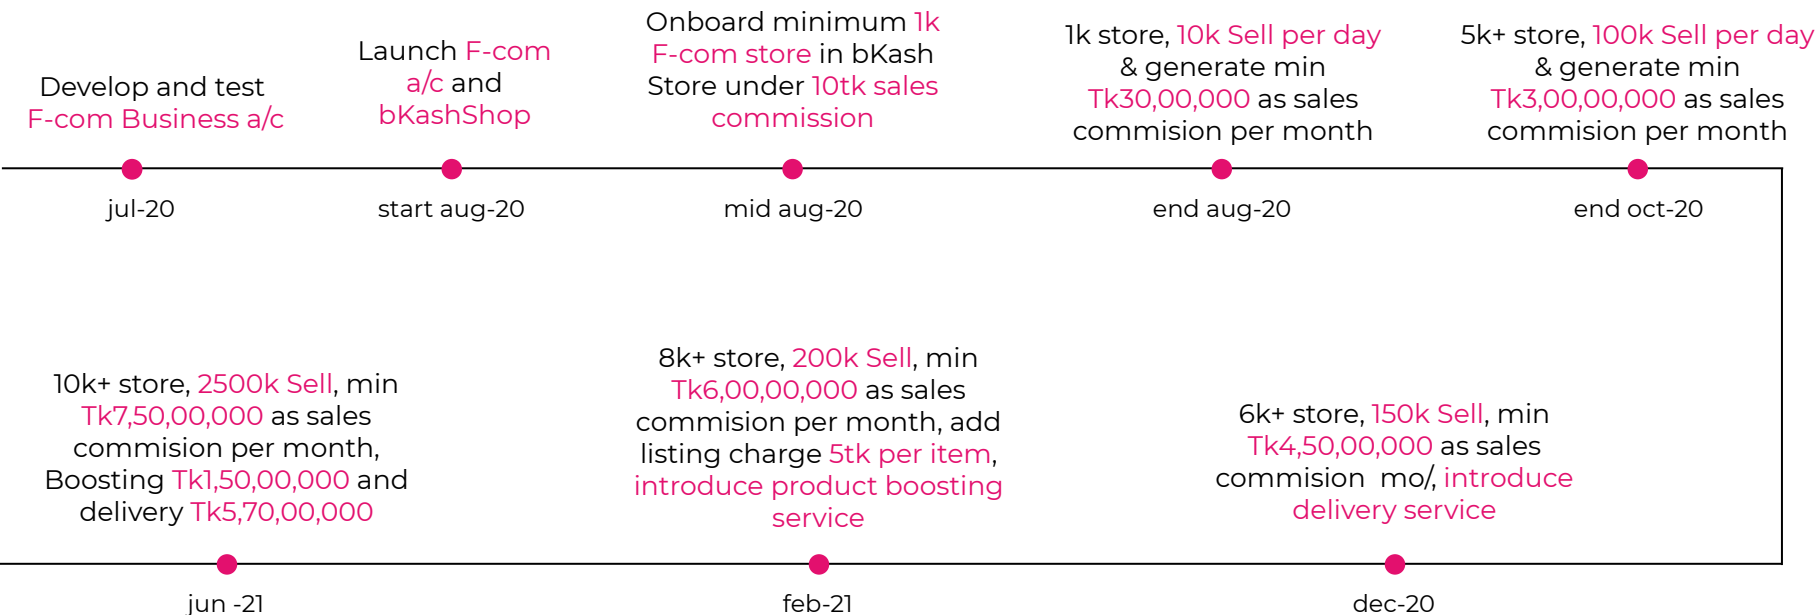 Develop and test
F-com Business a/c
jul-20
Launch F-com
a/c and
bKashShop
start aug-20
Onboard minimum 1k
F-com store in bKash
Store under 10tk sales
commission
mid aug-20
1k store, 10k Sell per day
& generate min
Tk30,00,000 as sales
commision per month
end aug-20
5k+ store, 100k Sell per day
& generate min
Tk3,00,00,000 as sales
commision per month
end oct-20
6k+ store, 150k Sell, min
Tk4,50,00,000 as sales
commision  mo/, introduce
delivery service
dec-20
8k+ store, 200k Sell, min
Tk6,00,00,000 as sales
commision per month, add
listing charge 5tk per item,
introduce product boosting
service
feb-21
10k+ store, 2500k Sell, min
Tk7,50,00,000 as sales
commision per month,
Boosting Tk1,50,00,000 and
delivery Tk5,70,00,000
jun -21